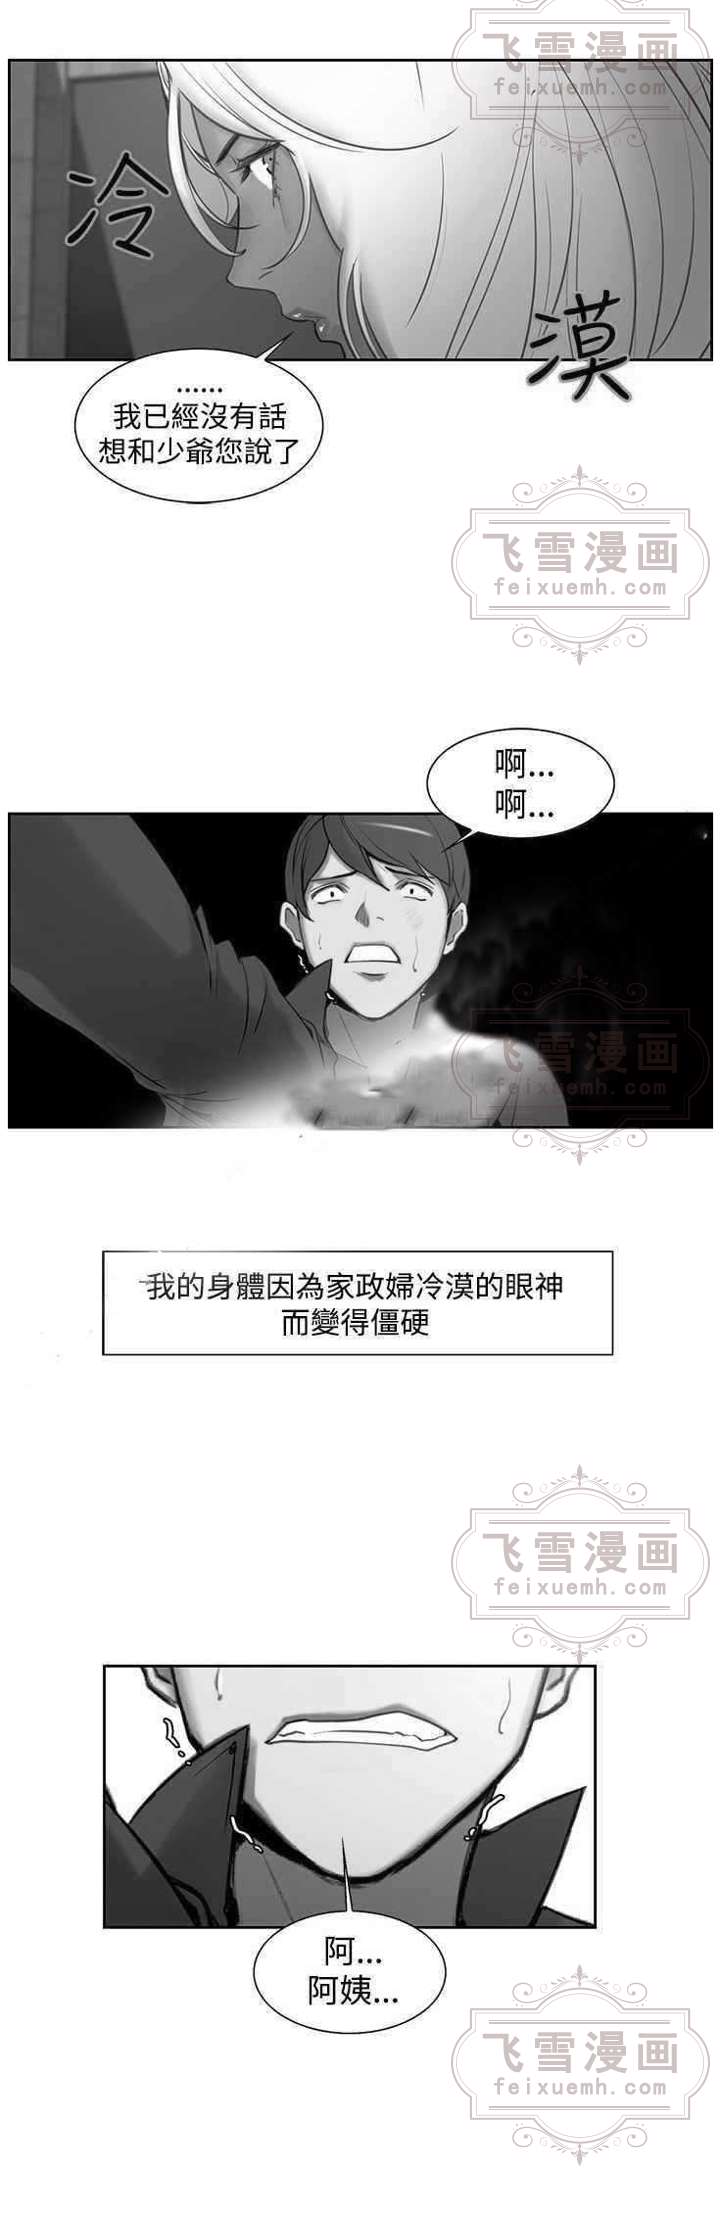 飞雪漫画
feixuemh.com
冷
漠
……
我已經沒有話
想和少爺您說了
飞雪漫画
feixuemh.com
啊...
啊...
飞雪漫画
feixuemh.com
我的身體因為家政婦冷漠的眼神
而變得僵硬
飞雪漫画
feixuemh.com
阿...
阿姨...
飞雪漫画
feixuemh.com